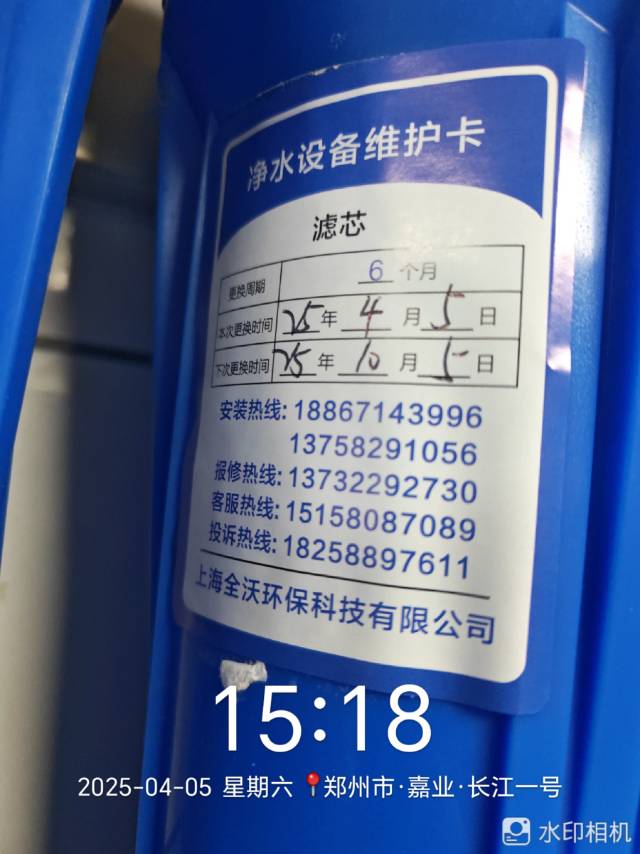 净水设备维护卡
滤芯
更换周期 6 个月
本次更换时间 25 年 4 月 5 日
下次更换时间 25 年 10 月 5 日
安装热线: 18867143996
13758291056
报修热线: 13732292730
客服热线: 15158087089
投诉热线: 18258897611
上海全沃环保科技有限公司
15:18
2025-04-05 星期六 郑州市·嘉业·长江一号
水印相机